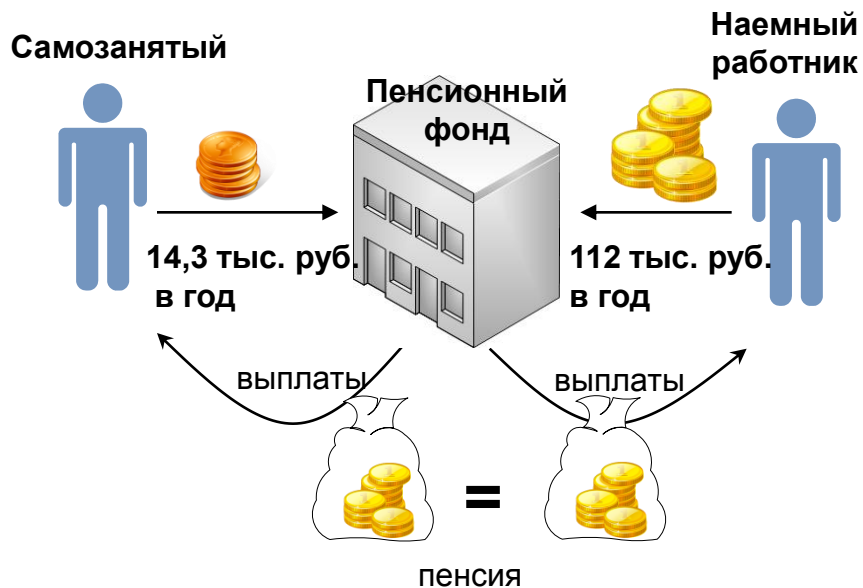 Самозанятый
Наемный
работник
Пенсионный
фонд
14,3 тыс. руб.
в год
112 тыс. руб.
в год
выплаты
выплаты
=
пенсия